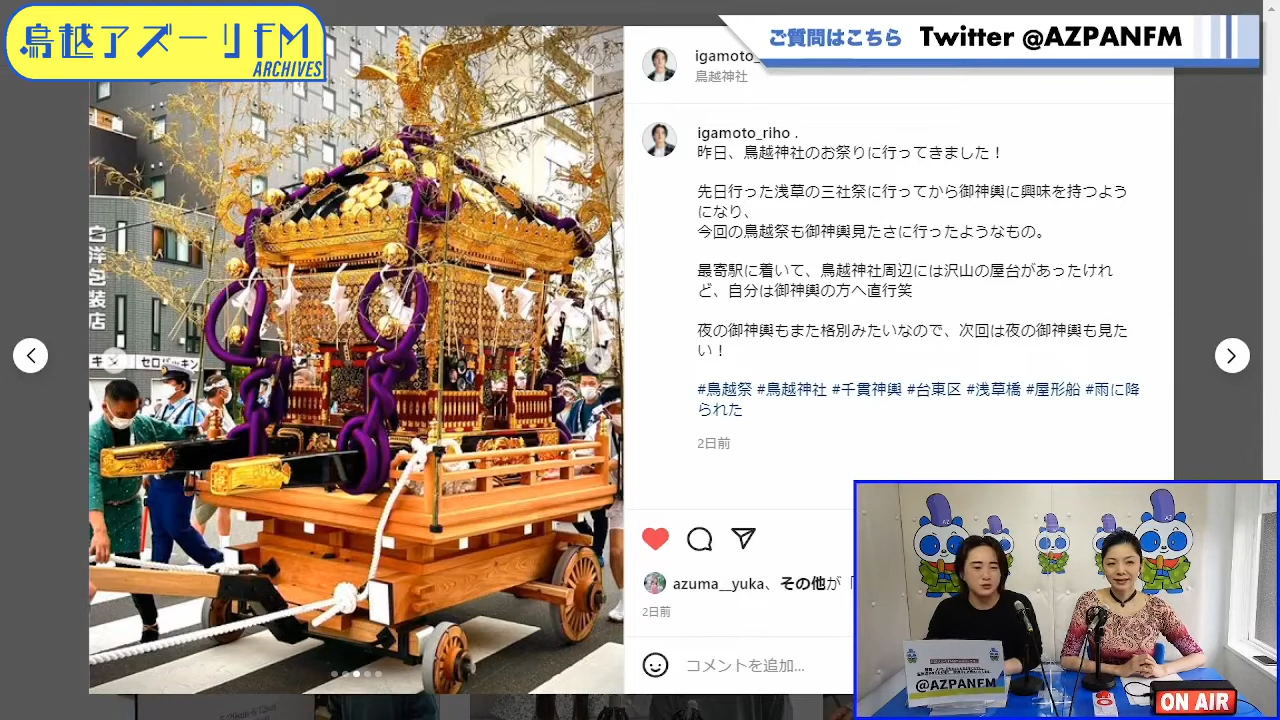 鳥越アズーリFM
ARCHIVES
ご質問はこちら Twitter @AZPANFM
igamoto_
鳥越神社
igamoto_riho .
昨日、鳥越神社のお祭りに行ってきました！
先日行った浅草の三社祭に行ってから御神輿に興味を持つよう
になり、
今回の鳥越祭も御神輿見たさに行ったようなもの。
最寄駅に着いて、鳥越神社周辺には沢山の屋台があったけれ
ど、自分は御神輿の方へ直行笑
夜の御神輿もまた格別みたいなので、次回は夜の御神輿も見た
い！
#鳥越祭 #鳥越神社 #千貫神輿 #台東区 #浅草橋 #屋形船 #雨に降
られた
2日前
azuma__yuka、その他が「
2日前
コメントを追加...
洋包装店
セロパッキン
@AZPANFM
ON AIR